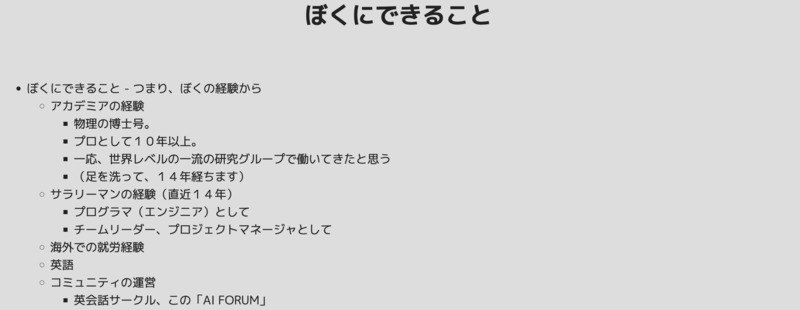 ぼくにできること
ぼくにできること - つまり、ぼくの経験から
アカデミアの経験
物理の博士号。
プロとして１０年以上。
一応、世界レベルの一流の研究グループで働いてきたと思う
（足を洗って、１４年経ちます）
サラリーマンの経験（直近１４年）
プログラマ（エンジニア）として
チームリーダー、プロジェクトマネージャとして
海外での就労経験
英語
コミュニティの運営
英会話サークル、この「AI FORUM」